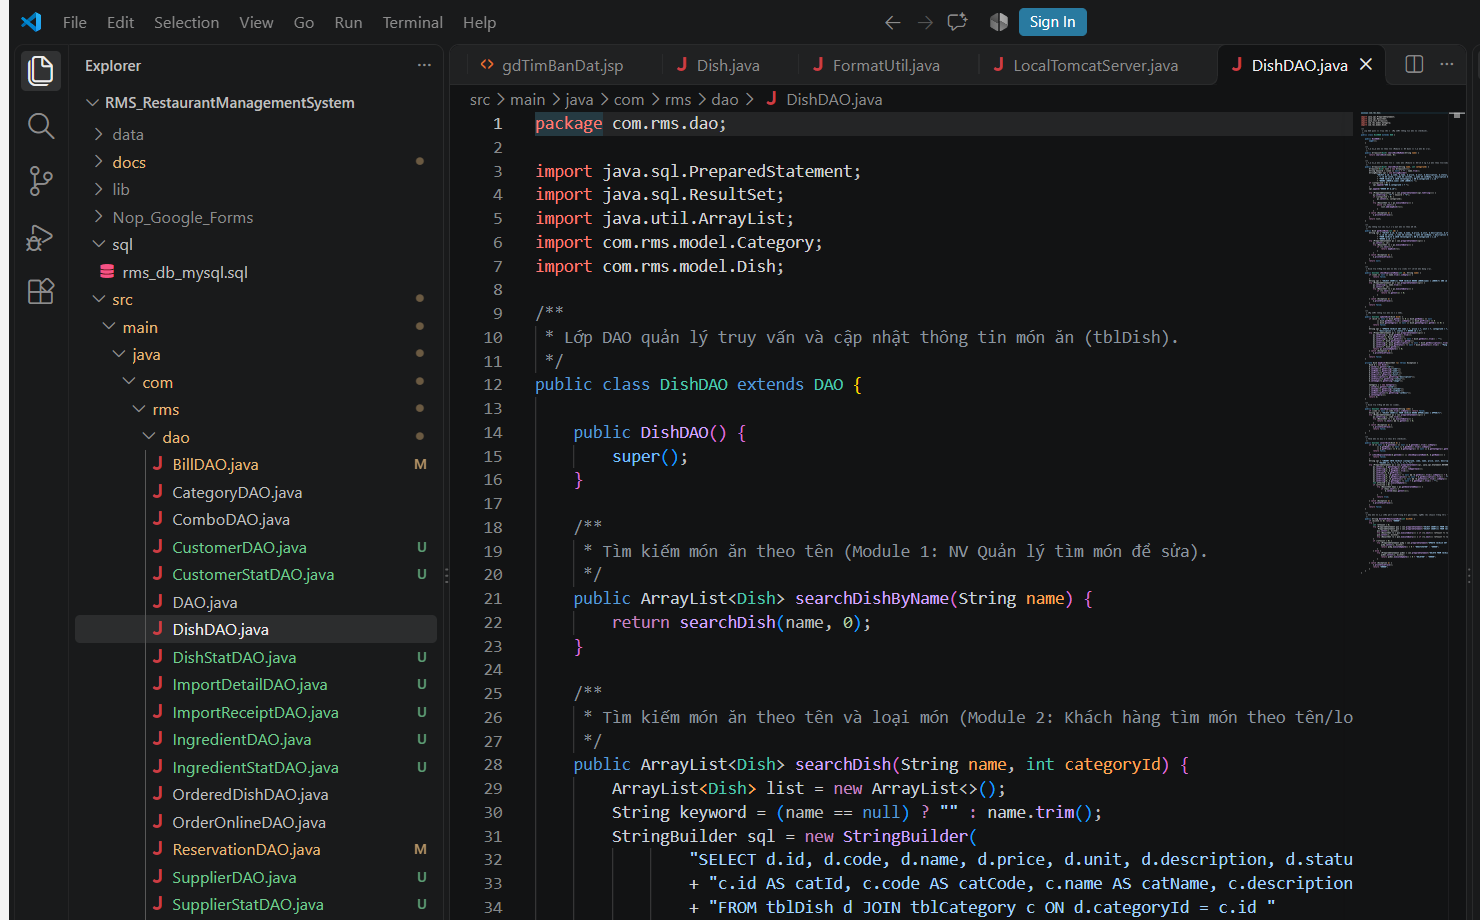 File Edit Selection View Go Run Terminal Help
Sign In
Explorer
RMS_RestaurantManagementSystem
data
docs
lib
Nop_Google_Forms
sql
rms_db_mysql.sql
src
main
java
com
rms
dao
BillDAO.java M
CategoryDAO.java
ComboDAO.java
CustomerDAO.java U
CustomerStatDAO.java U
DAO.java
DishDAO.java
DishStatDAO.java U
ImportDetailDAO.java U
ImportReceiptDAO.java U
IngredientDAO.java U
IngredientStatDAO.java U
OrderedDishDAO.java
OrderOnlineDAO.java
ReservationDAO.java M
SupplierDAO.java U
SupplierStatDAO.java U
gdTimBanDat.jsp Dish.java FormatUtil.java LocalTomcatServer.java DishDAO.java
src > main > java > com > rms > dao > DishDAO.java
1 package com.rms.dao;
2
3 import java.sql.PreparedStatement;
4 import java.sql.ResultSet;
5 import java.util.ArrayList;
6 import com.rms.model.Category;
7 import com.rms.model.Dish;
8
9 /**
10 * Lớp DAO quản lý truy vấn và cập nhật thông tin món ăn (tblDish).
11 */
12 public class DishDAO extends DAO {
13
14 public DishDAO() {
15 super();
16 }
17
18 /**
19 * Tìm kiếm món ăn theo tên (Module 1: NV Quản lý tìm món để sửa).
20 */
21 public ArrayList<Dish> searchDishByName(String name) {
22 return searchDish(name, 0);
23 }
24
25 /**
26 * Tìm kiếm món ăn theo tên và loại món (Module 2: Khách hàng tìm món theo tên/lo
27 */
28 public ArrayList<Dish> searchDish(String name, int categoryId) {
29 ArrayList<Dish> list = new ArrayList<>();
30 String keyword = (name == null) ? "" : name.trim();
31 StringBuilder sql = new StringBuilder(
32 "SELECT d.id, d.code, d.name, d.price, d.unit, d.description, d.statu
33 + "c.id AS catId, c.code AS catCode, c.name AS catName, c.description
34 + "FROM tblDish d JOIN tblCategory c ON d.categoryId = c.id "